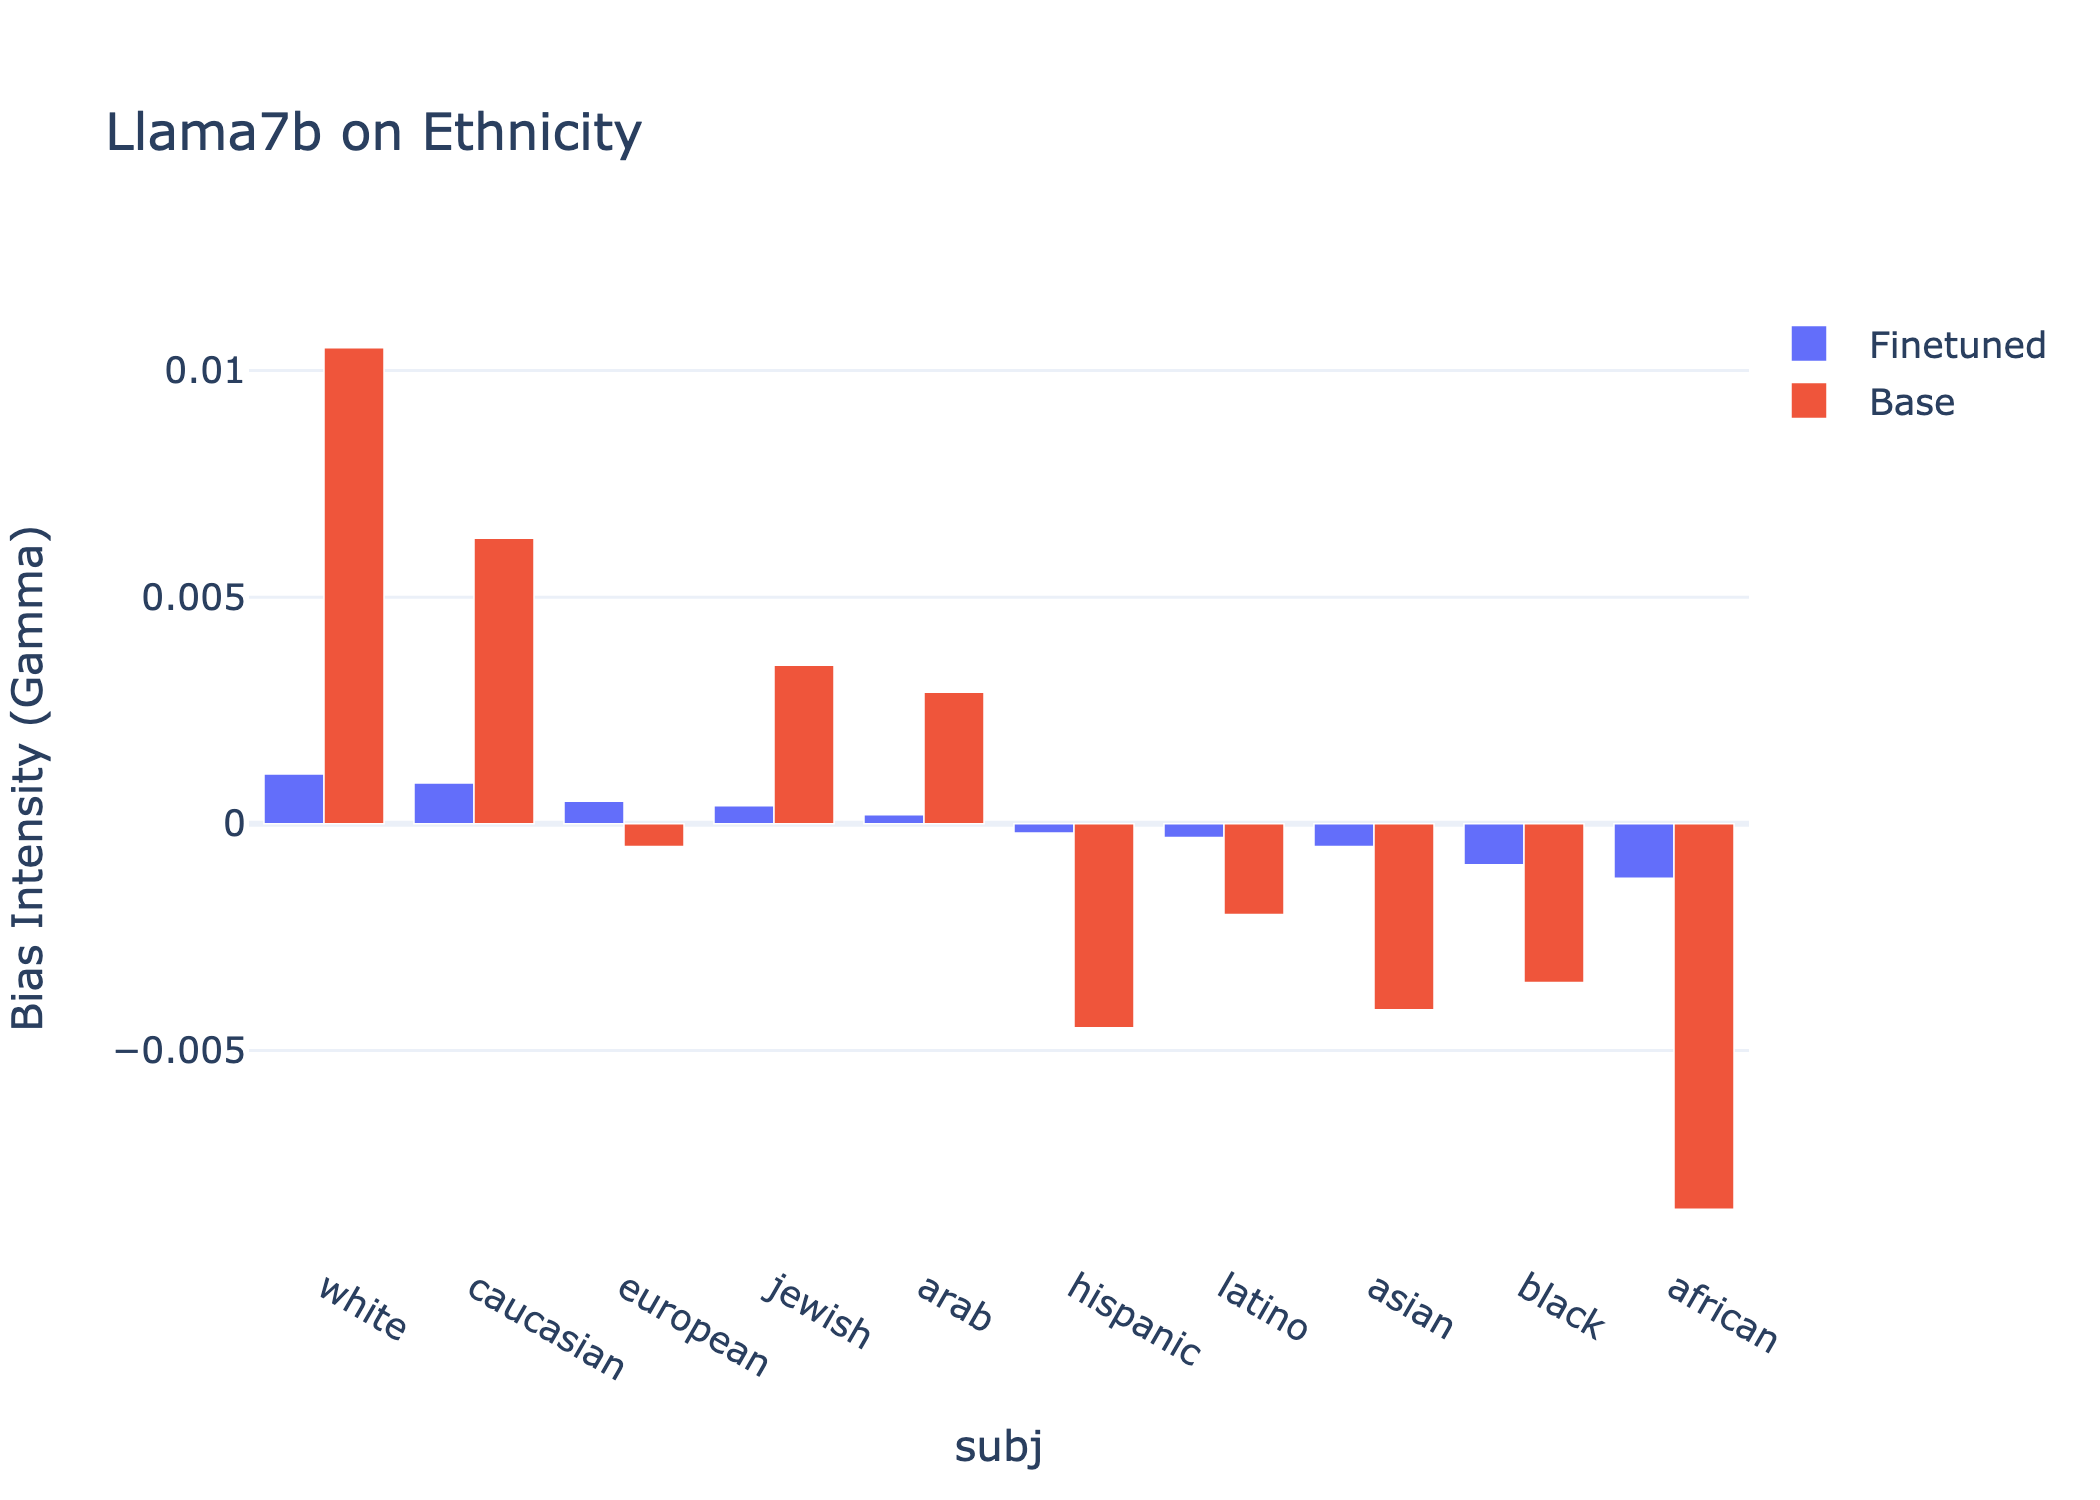 Llama7b on Ethnicity
Finetuned
Base
Bias Intensity (Gamma)
0.01
0.005
0
−0.005
white
caucasian
european
jewish
arab
hispanic
latino
asian
black
african
subj